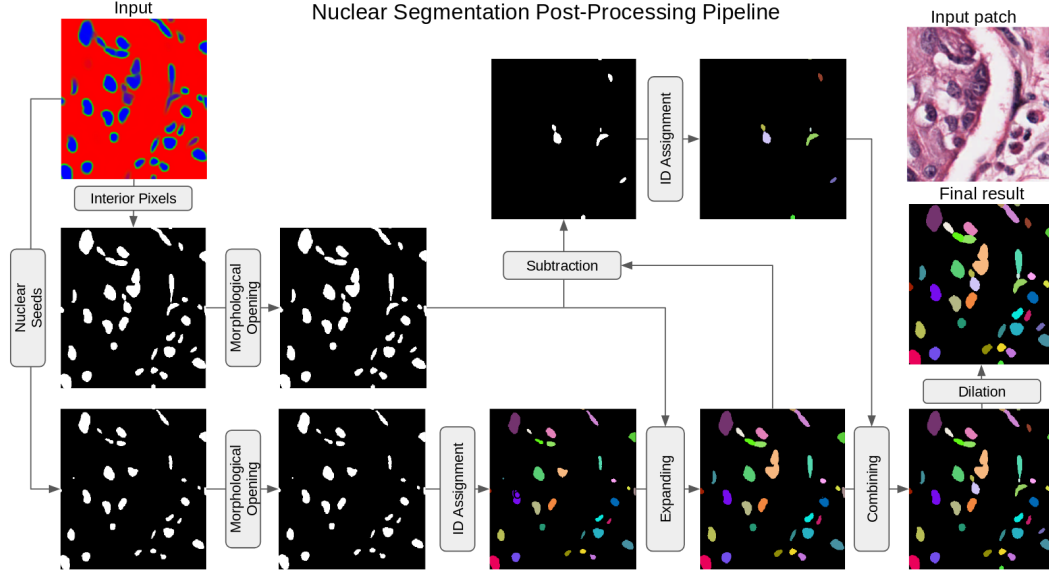 Nuclear Segmentation Post-Processing Pipeline
Input
Input patch
Interior Pixels
ID Assignment
Final result
Nuclear
Seeds
Morphological
Opening
Subtraction
Dilation
Morphological
Opening
ID Assignment
Expanding
Combining